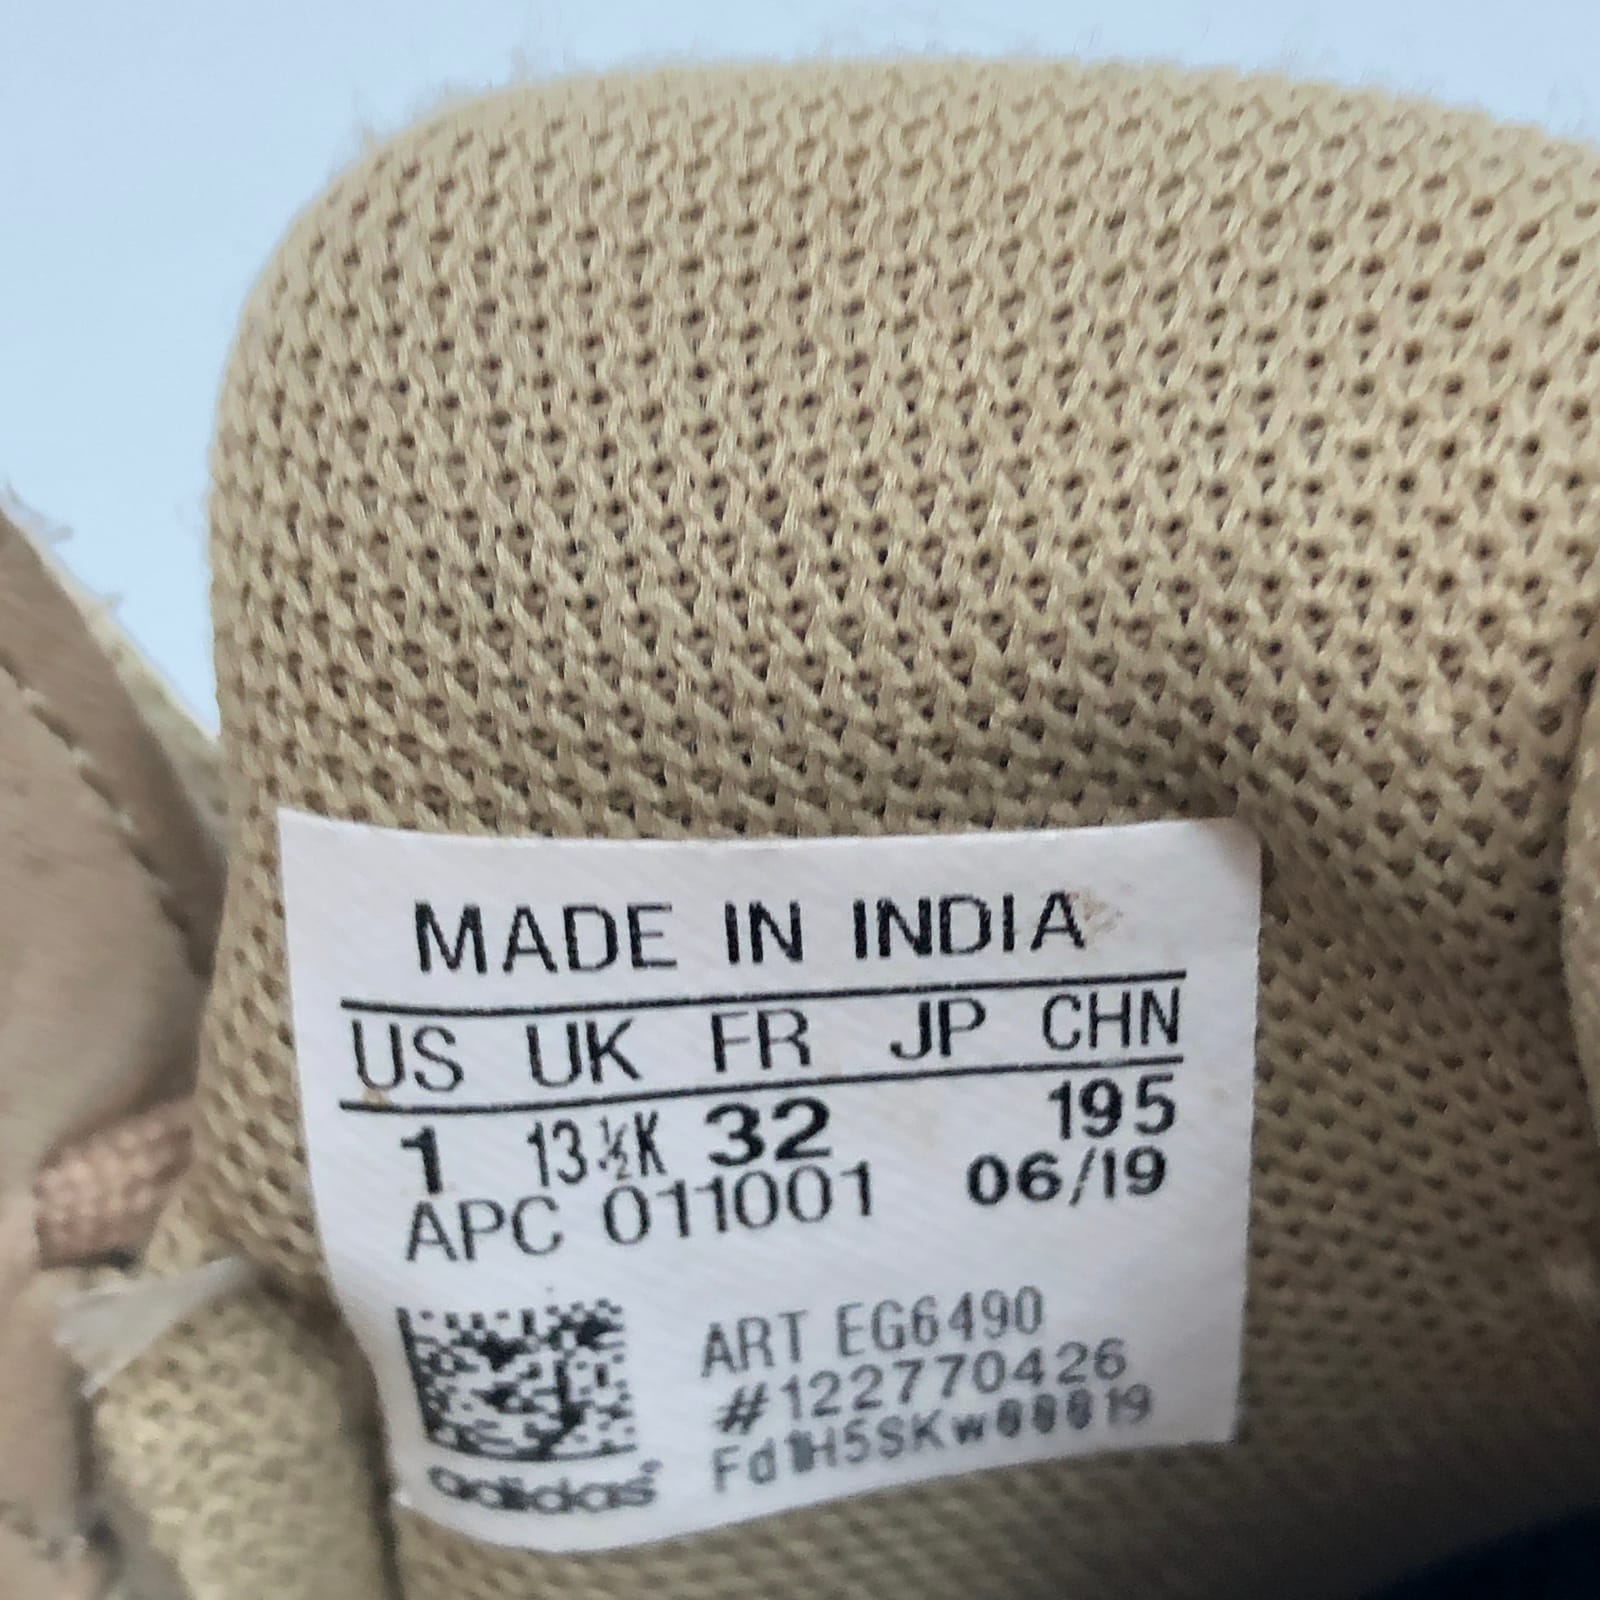 MADE IN INDIA
US UK FR JP CHN
1 13½K 32 195
APC 011001 06/19
ART EG6490
#122770426
adidas